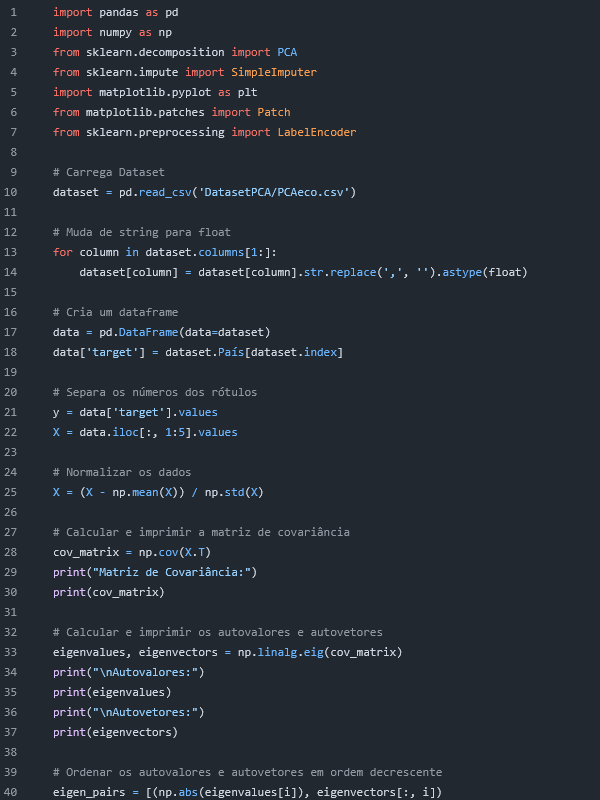 1 import pandas as pd
2 import numpy as np
3 from sklearn.decomposition import PCA
4 from sklearn.impute import SimpleImputer
5 import matplotlib.pyplot as plt
6 from matplotlib.patches import Patch
7 from sklearn.preprocessing import LabelEncoder
8
9 # Carrega Dataset
10 dataset = pd.read_csv('DatasetPCA/PCAeco.csv')
11
12 # Muda de string para float
13 for column in dataset.columns[1:]:
14     dataset[column] = dataset[column].str.replace(',', '').astype(float)
15
16 # Cria um dataframe
17 data = pd.DataFrame(data=dataset)
18 data['target'] = dataset.País[dataset.index]
19
20 # Separa os números dos rótulos
21 y = data['target'].values
22 X = data.iloc[:, 1:5].values
23
24 # Normalizar os dados
25 X = (X - np.mean(X)) / np.std(X)
26
27 # Calcular e imprimir a matriz de covariância
28 cov_matrix = np.cov(X.T)
29 print("Matriz de Covariância:")
30 print(cov_matrix)
31
32 # Calcular e imprimir os autovalores e autovetores
33 eigenvalues, eigenvectors = np.linalg.eig(cov_matrix)
34 print("\nAutovalores:")
35 print(eigenvalues)
36 print("\nAutovetores:")
37 print(eigenvectors)
38
39 # Ordenar os autovalores e autovetores em ordem decrescente
40 eigen_pairs = [(np.abs(eigenvalues[i]), eigenvectors[:, i])